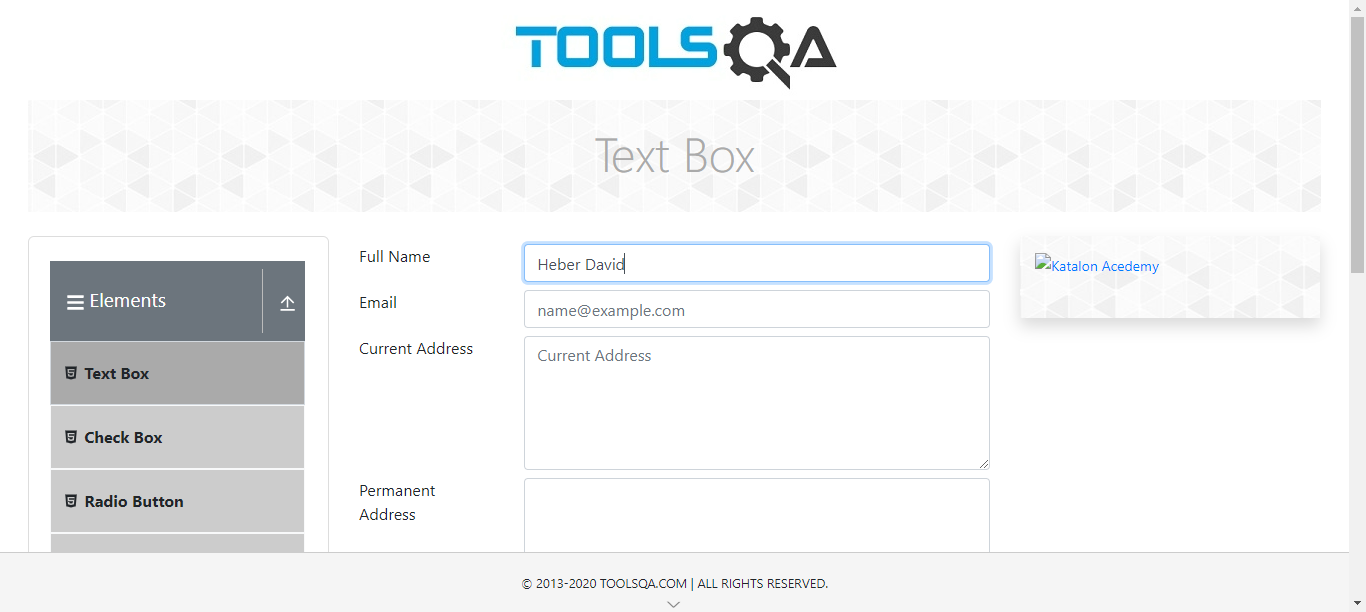 TOOLSQA
Text Box
Elements
Text Box
Check Box
Radio Button
Full Name
Heber David
Email
name@example.com
Current Address
Current Address
Permanent
Address
Katalon Acedemy
© 2013-2020 TOOLSQA.COM | ALL RIGHTS RESERVED.